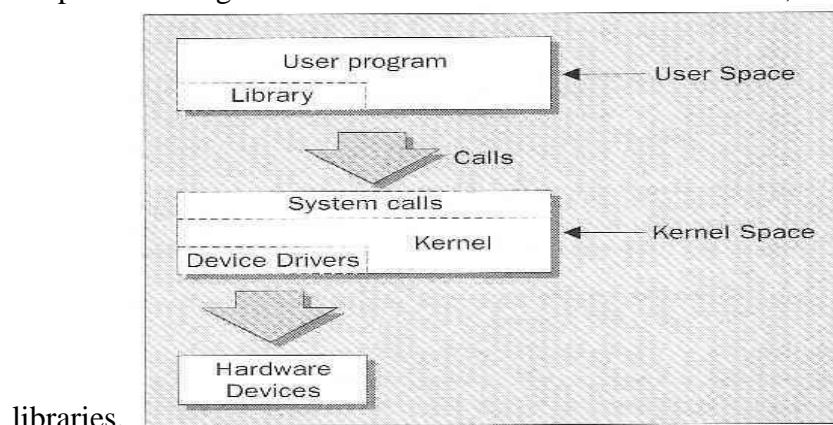 User program
User Space
Library
Calls
System calls
Kernel
Kernel Space
Device Drivers
Hardware
Devices
libraries